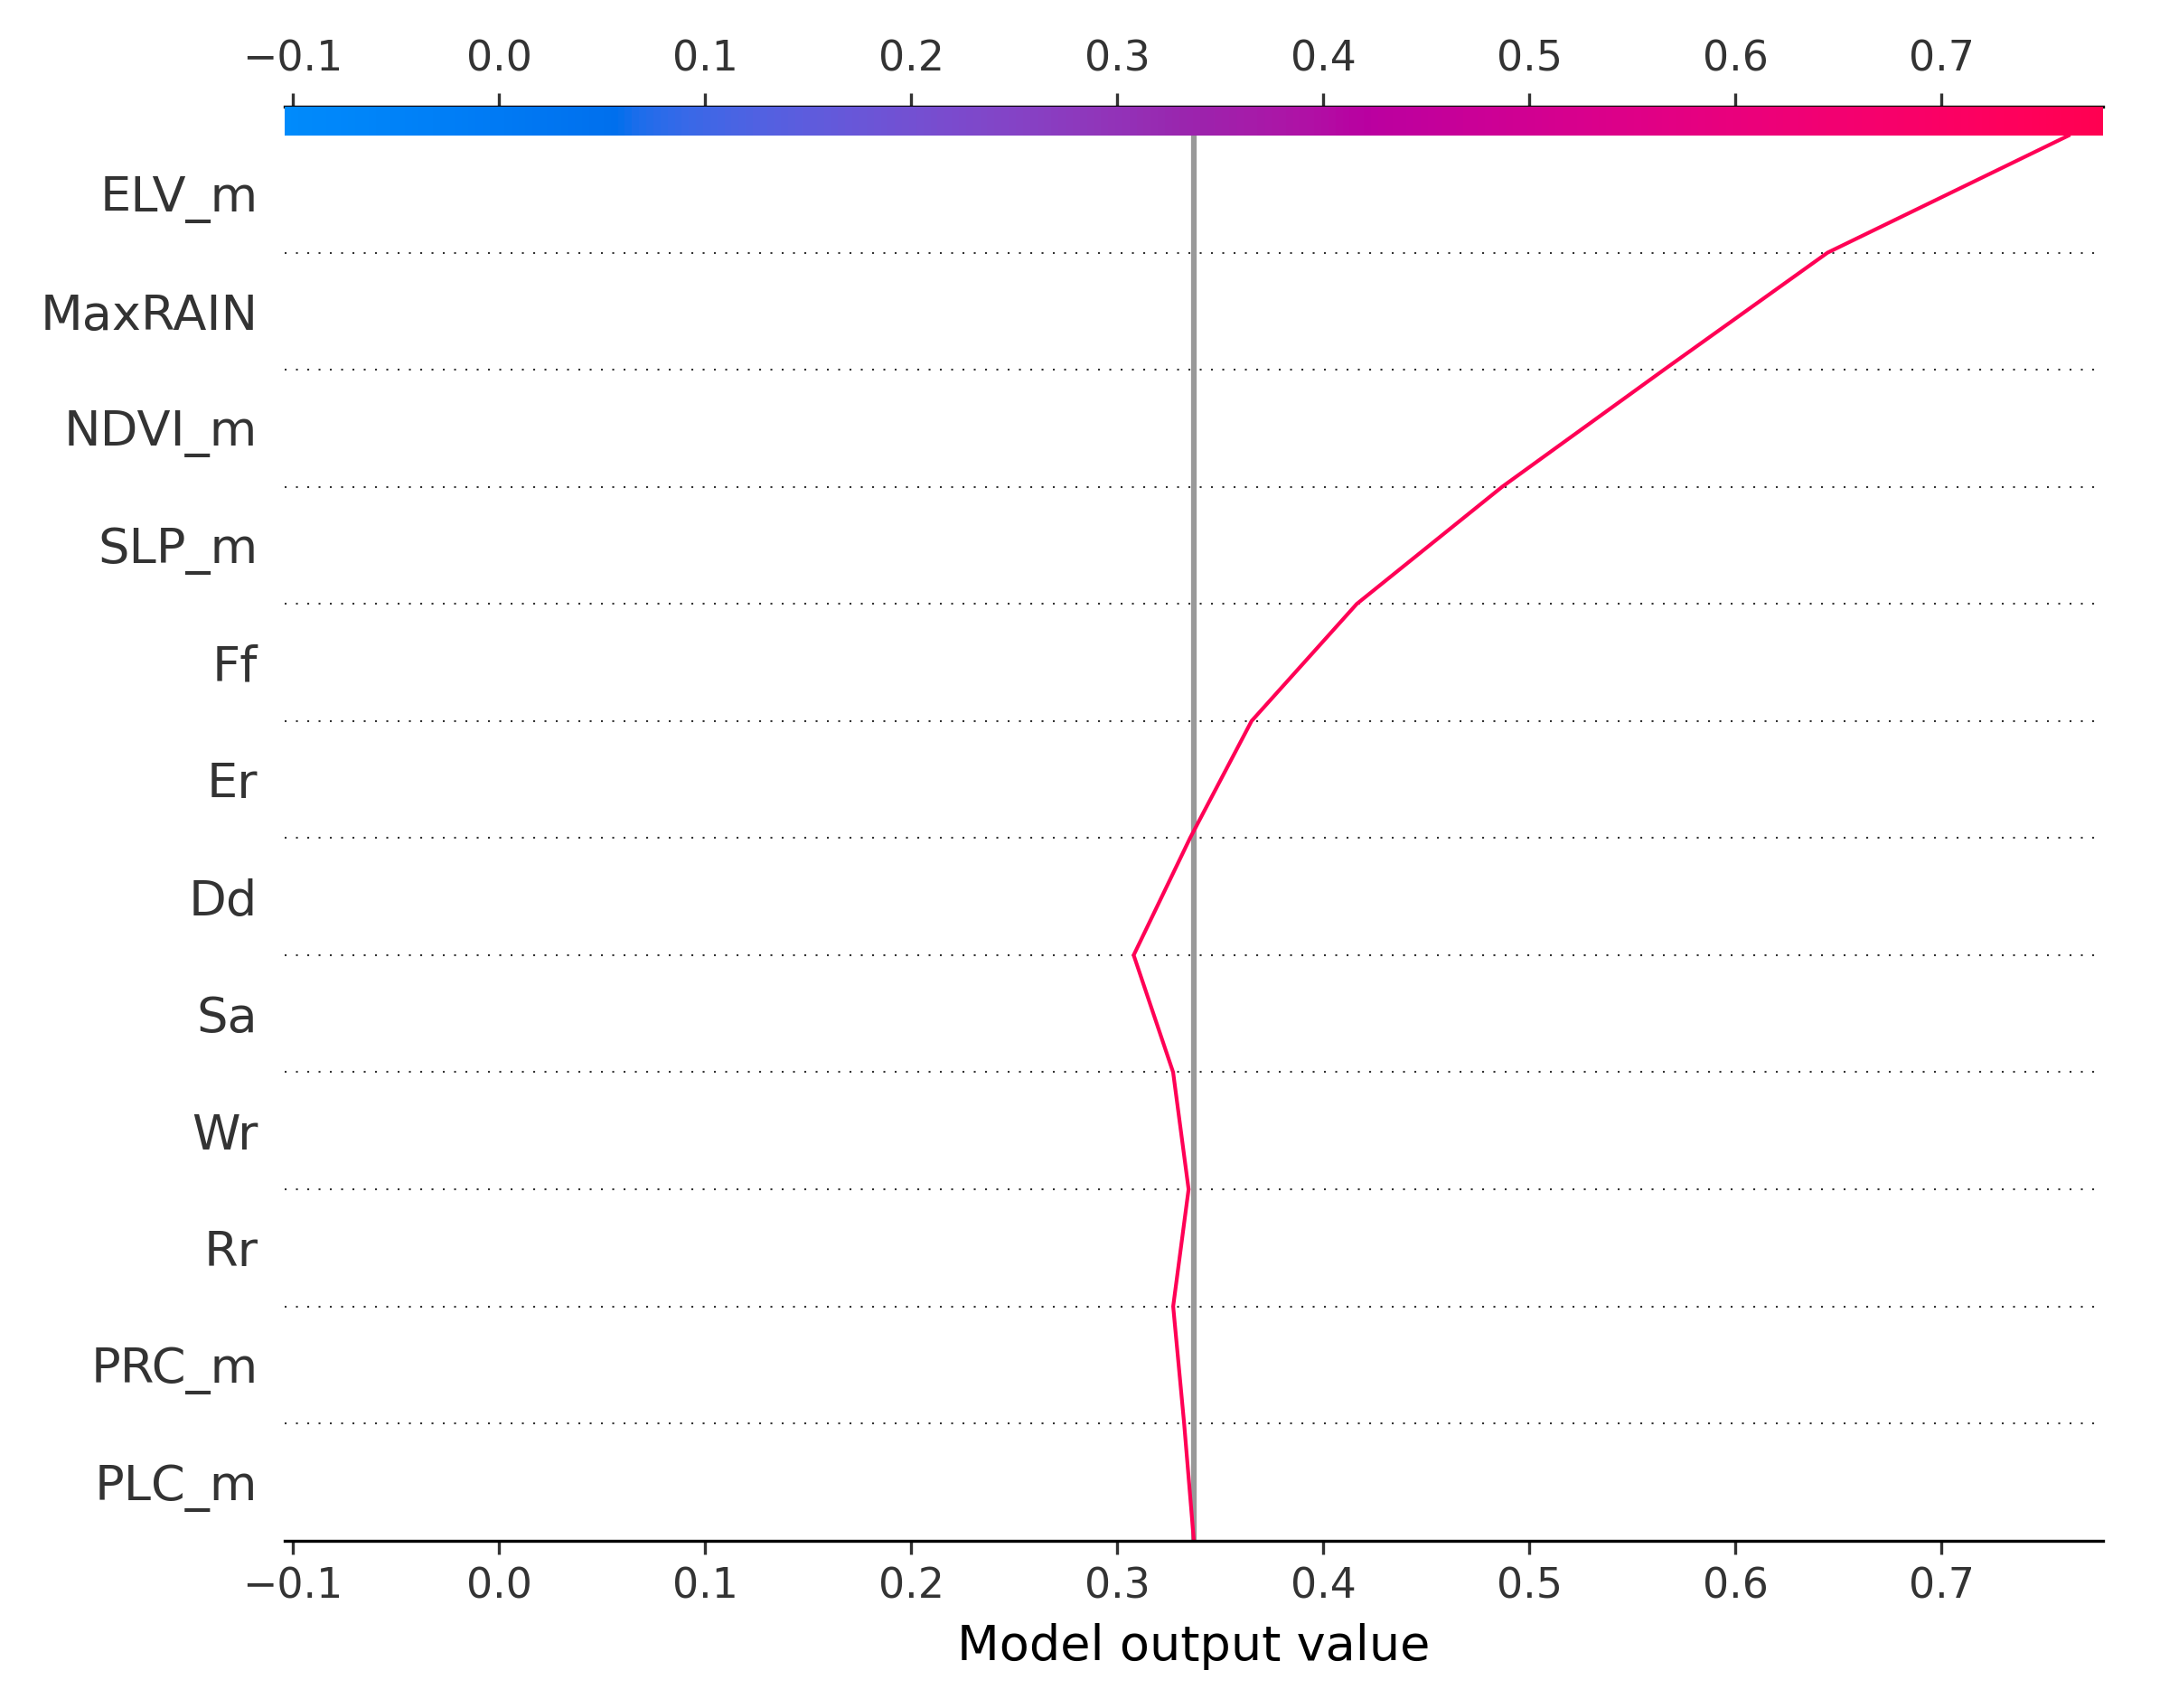 −0.1 0.0 0.1 0.2 0.3 0.4 0.5 0.6 0.7
ELV_m
MaxRAIN
NDVI_m
SLP_m
Ff
Er
Dd
Sa
Wr
Rr
PRC_m
PLC_m
−0.1 0.0 0.1 0.2 0.3 0.4 0.5 0.6 0.7
Model output value